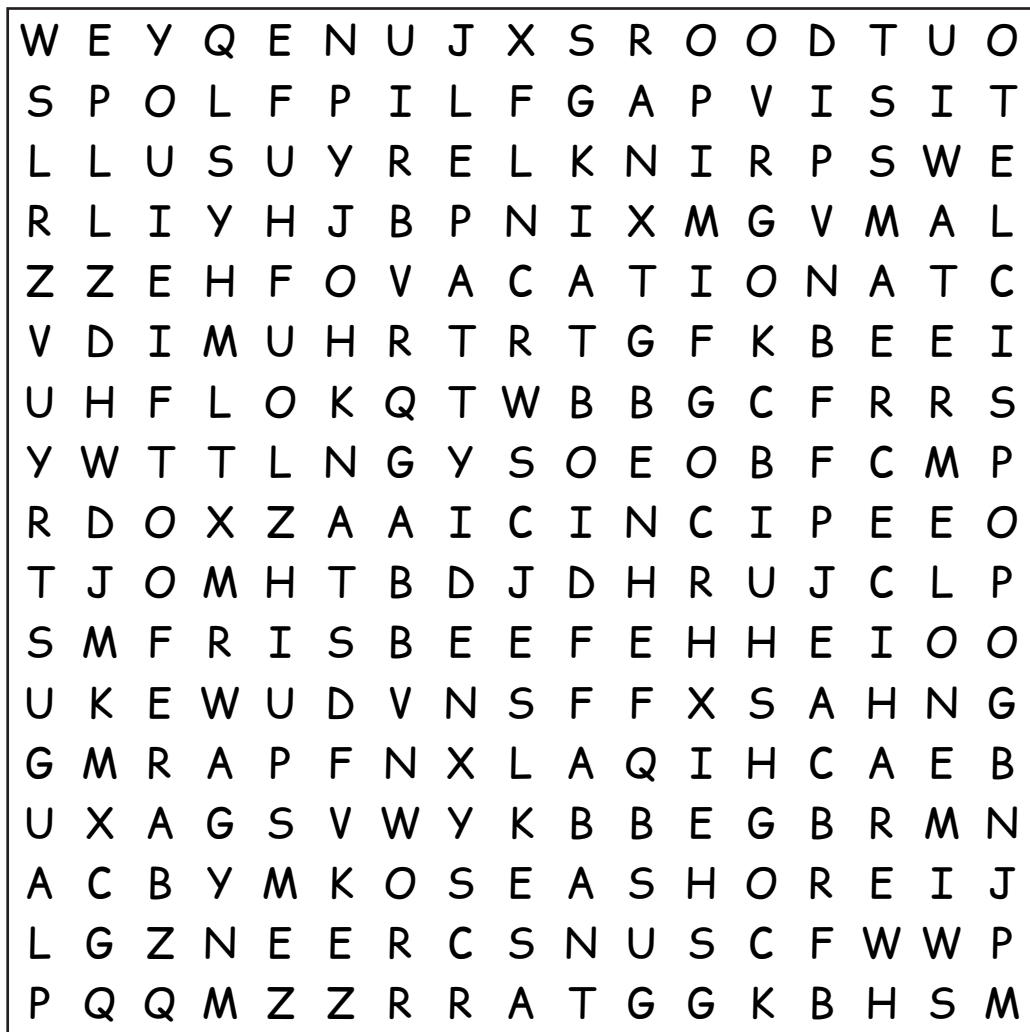 W E Y Q E N U J X S R O O D T U O
S P O L F P I L F G A P V I S I T
L L U S U Y R E L K N I R P S W E
R L I Y H J B P N I X M G V M A L
Z Z E H F O V A C A T I O N A T C
V D I M U H R T R T G F K B E E I
U H F L O K Q T W B B G C F R R S
Y W T T L N G Y S O E O B F C M P
R D O X Z A A I C I N C I P E E O
T J O M H T B D J D H R U J C L P
S M F R I S B E E F E H H E I O O
U K E W U D V N S F F X S A H N G
G M R A P F N X L A Q I H C A E B
U X A G S V W Y K B B E G B R M N
A C B Y M K O S E A S H O R E I J
L G Z N E E R C S N U S C F W W P
P Q Q M Z Z R R A T G G K B H S M